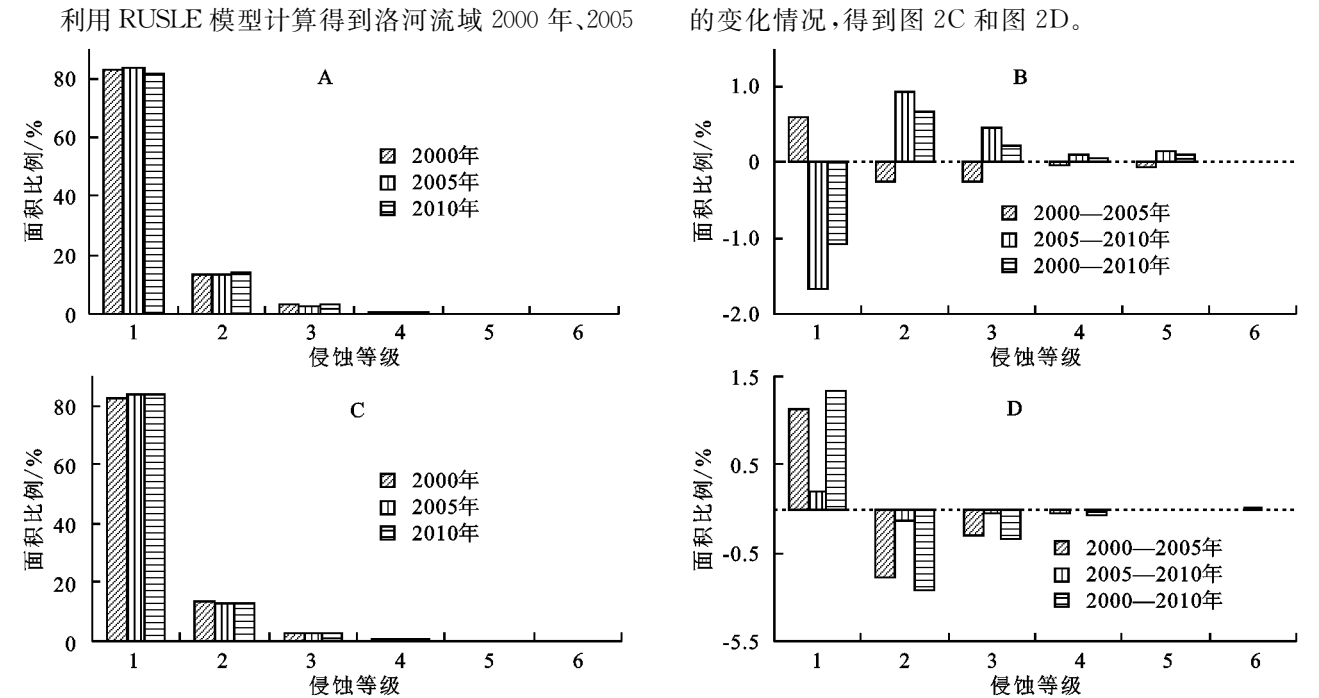 利用 RUSLE 模型计算得到洛河流域 2000 年、2005
的变化情况,得到图 2C 和图 2D。
A
面积比例/%
80
60
40
20
0
2000年
2005年
2010年
1 2 3 4 5 6
侵蚀等级
B
面积比例/%
1.0
0
-1.0
-2.0
2000—2005年
2005—2010年
2000—2010年
1 2 3 4 5 6
侵蚀等级
C
面积比例/%
80
60
40
20
0
2000年
2005年
2010年
1 2 3 4 5 6
侵蚀等级
D
面积比例/%
1.5
0.5
-0.5
-5.5
2000—2005年
2005—2010年
2000—2010年
1 2 3 4 5 6
侵蚀等级